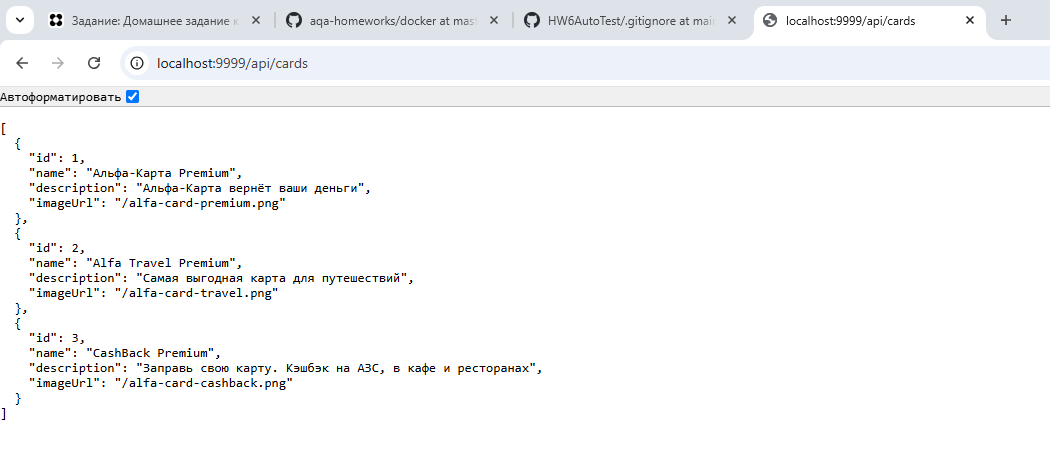 Задание: Домашнее задание к
aqa-homeworks/docker at mas
HW6AutoTest/.gitignore at mai
localhost:9999/api/cards
localhost:9999/api/cards
Автоформатировать
[
  {
    "id": 1,
    "name": "Альфа-Карта Premium",
    "description": "Альфа-Карта вернёт ваши деньги",
    "imageUrl": "/alfa-card-premium.png"
  },
  {
    "id": 2,
    "name": "Alfa Travel Premium",
    "description": "Самая выгодная карта для путешествий",
    "imageUrl": "/alfa-card-travel.png"
  },
  {
    "id": 3,
    "name": "CashBack Premium",
    "description": "Заправь свою карту. Кэшбэк на АЗС, в кафе и ресторанах",
    "imageUrl": "/alfa-card-cashback.png"
  }
]